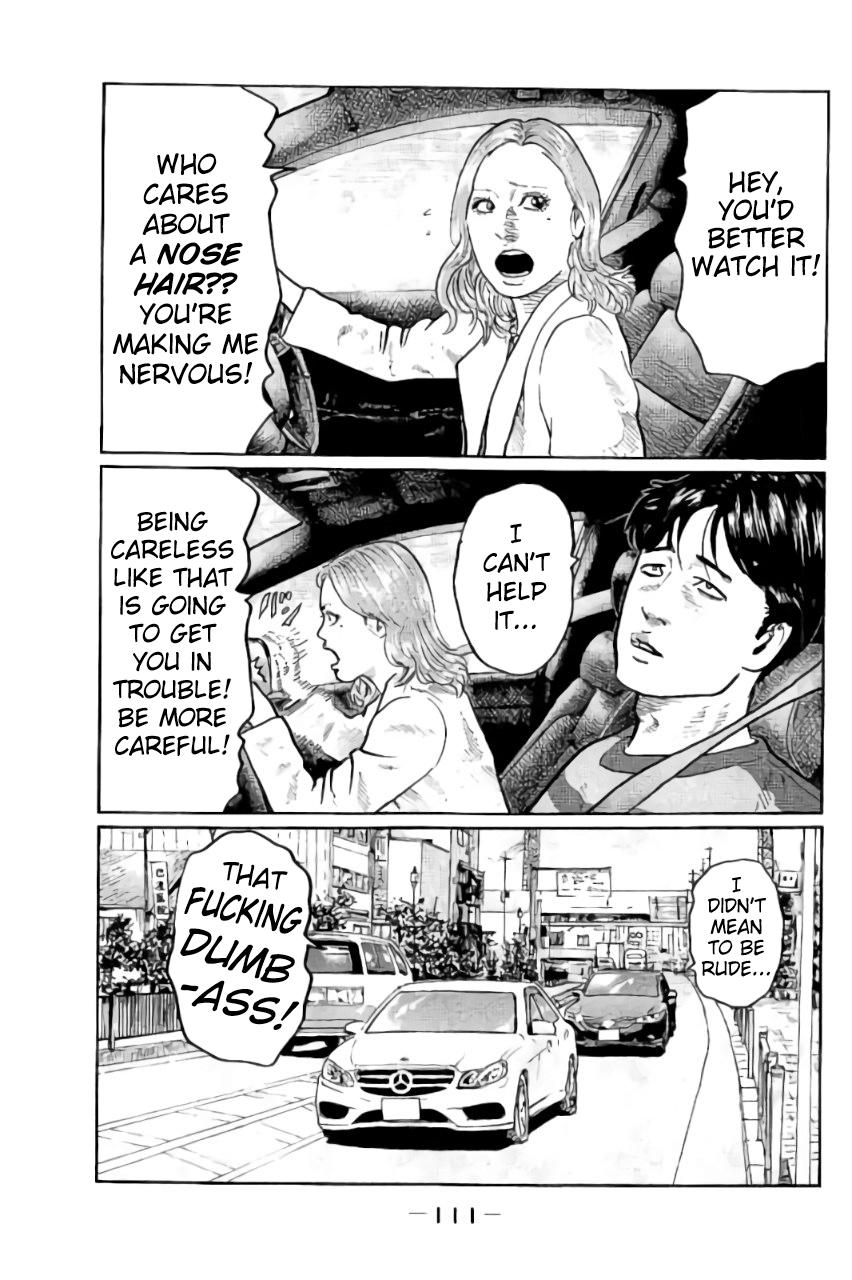 HEY,
YOU'D
BETTER
WATCH IT!
WHO
CARES
ABOUT
A NOSE
HAIR??
YOU'RE
MAKING ME
NERVOUS!
I
CAN'T
HELP
IT...
BEING
CARELESS
LIKE THAT
IS GOING
TO GET
YOU IN
TROUBLE!
BE MORE
CAREFUL!
I
DIDN'T
MEAN
TO BE
RUDE...
THAT
FUCKING
DUMB
-ASS!
—111—